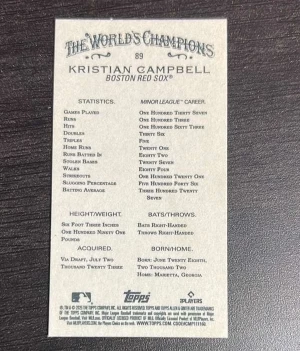 THE WORLD'S CHAMPIONS
89
KRISTIAN CAMPBELL
BOSTON RED SOX®
STATISTICS. MINOR LEAGUE™ CAREER.
GAMES PLAYED ONE HUNDRED THIRTY SEVEN
RUNS ONE HUNDRED THREE
HITS ONE HUNDRED SIXTY THREE
DOUBLES THIRTY SIX
TRIPLES FIVE
HOME RUNS TWENTY ONE
RUNS BATTED IN EIGHTY TWO
STOLEN BASES TWENTY SEVEN
WALKS EIGHTY FOUR
STRIKEOUTS ONE HUNDRED TWENTY ONE
SLUGGING PERCENTAGE FIVE HUNDRED FORTY SIX
BATTING AVERAGE THREE HUNDRED TWENTY
SEVEN
HEIGHT/WEIGHT. BATS/THROWS.
SIX FOOT THREE INCHES BATS RIGHT-HANDED
ONE HUNDRED NINETY ONE THROWS RIGHT-HANDED
POUNDS
ACQUIRED. BORN/HOME.
VIA DRAFT, JULY TWO BORN: JUNE TWENTY EIGHTH,
THOUSAND TWENTY THREE TWO THOUSAND TWO
HOME: MARIETTA, GEORGIA
topps
PLAYERS